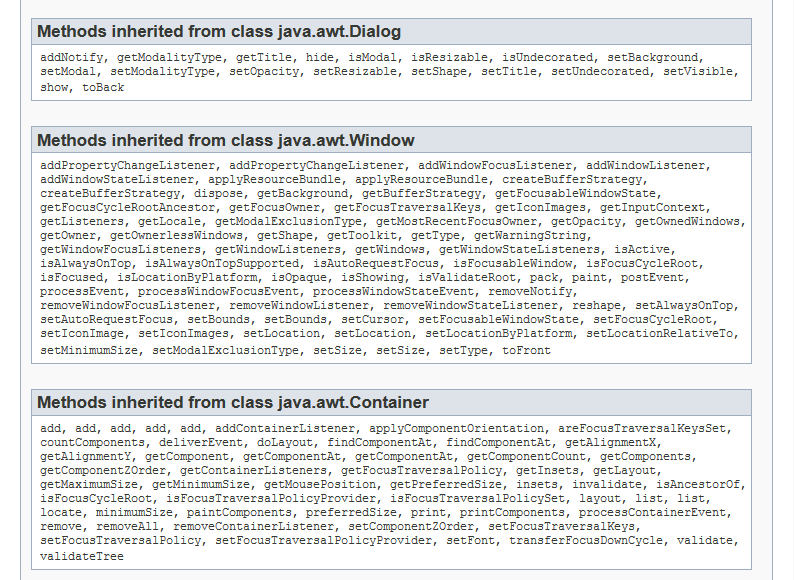 Methods inherited from class java.awt.Dialog
addNotify, getModalityType, getTitle, hide, isModal, isResizable, isUndecorated, setBackground,
setModal, setModalityType, setOpacity, setResizable, setShape, setTitle, setUndecorated, setVisible,
show, toBack
Methods inherited from class java.awt.Window
addPropertyChangeListener, addPropertyChangeListener, addWindowFocusListener, addWindowListener,
addWindowStateListener, applyResourceBundle, applyResourceBundle, createBufferStrategy,
createBufferStrategy, dispose, getBackground, getBufferStrategy, getFocusableWindowState,
getFocusCycleRootAncestor, getFocusOwner, getFocusTraversalKeys, getIconImages, getInputContext,
getListeners, getLocale, getModalExclusionType, getMostRecentFocusOwner, getOpacity, getOwnedWindows,
getOwner, getOwnerlessWindows, getShape, getToolkit, getType, getWarningString,
getWindowFocusListeners, getWindowListeners, getWindows, getWindowStateListeners, isActive,
isAlwaysOnTop, isAlwaysOnTopSupported, isAutoRequestFocus, isFocusableWindow, isFocusCycleRoot,
isFocused, isLocationByPlatform, isOpaque, isShowing, isValidateRoot, pack, paint, postEvent,
processEvent, processWindowFocusEvent, processWindowStateEvent, removeNotify,
removeWindowFocusListener, removeWindowListener, removeWindowStateListener, reshape, setAlwaysOnTop,
setAutoRequestFocus, setBounds, setBounds, setCursor, setFocusableWindowState, setFocusCycleRoot,
setIconImage, setIconImages, setLocation, setLocation, setLocationByPlatform, setLocationRelativeTo,
setMinimumSize, setModalExclusionType, setSize, setSize, setType, toFront
Methods inherited from class java.awt.Container
add, add, add, add, add, addContainerListener, applyComponentOrientation, areFocusTraversalKeysSet,
countComponents, deliverEvent, doLayout, findComponentAt, findComponentAt, getAlignmentX,
getAlignmentY, getComponent, getComponentAt, getComponentAt, getComponentCount, getComponents,
getComponentZOrder, getContainerListeners, getFocusTraversalPolicy, getInsets, getLayout,
getMaximumSize, getMinimumSize, getMousePosition, getPreferredSize, insets, invalidate, isAncestorOf,
isFocusCycleRoot, isFocusTraversalPolicyProvider, isFocusTraversalPolicySet, layout, list, list,
locate, minimumSize, paintComponents, preferredSize, print, printComponents, processContainerEvent,
remove, removeAll, removeContainerListener, setComponentZOrder, setFocusTraversalKeys,
setFocusTraversalPolicy, setFocusTraversalPolicyProvider, setFont, transferFocusDownCycle, validate,
validateTree